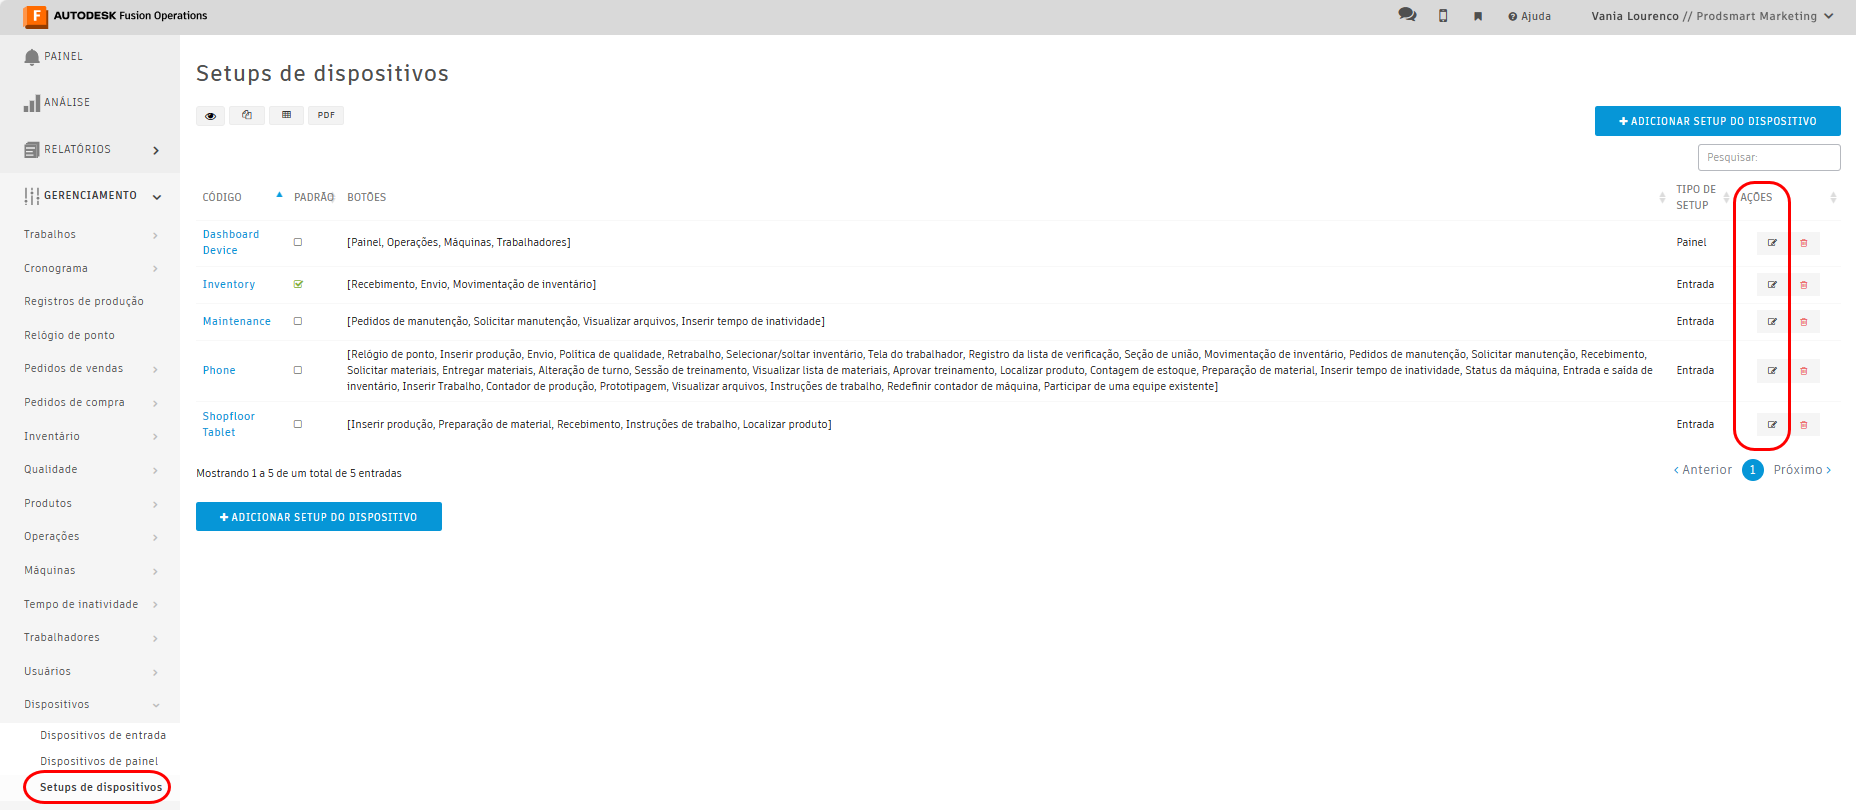 AUTODESK Fusion Operations
Ajuda
Vania Lourenco // Prodsmart Marketing
PAINEL
ANÁLISE
RELATÓRIOS
GERENCIAMENTO
Trabalhos
Cronograma
Registros de produção
Relógio de ponto
Pedidos de vendas
Pedidos de compra
Inventário
Qualidade
Produtos
Operações
Máquinas
Tempo de inatividade
Trabalhadores
Usuários
Dispositivos
Dispositivos de entrada
Dispositivos de painel
Setups de dispositivos
Setups de dispositivos
PDF
ADICIONAR SETUP DO DISPOSITIVO
Pesquisar:
CÓDIGO PADRÃO BOTÕES TIPO DE SETUP AÇÕES
Dashboard Device [Painel, Operações, Máquinas, Trabalhadores] Painel
Inventory [Recebimento, Envio, Movimentação de inventário] Entrada
Maintenance [Pedidos de manutenção, Solicitar manutenção, Visualizar arquivos, Inserir tempo de inatividade] Entrada
[Relógio de ponto, Inserir produção, Envio, Política de qualidade, Retrabalho, Selecionar/soltar inventário, Tela do trabalhador, Registro da lista de verificação, Seção de união, Movimentação de inventário, Pedidos de manutenção, Solicitar manutenção, Recebimento,
Phone Solicitar materiais, Entregar materiais, Alteração de turno, Sessão de treinamento, Visualizar lista de materiais, Aprovar treinamento, Localizar produto, Contagem de estoque, Preparação de material, Inserir tempo de inatividade, Status da máquina, Entrada e saída de Entrada
inventário, Inserir Trabalho, Contador de produção, Prototipagem, Visualizar arquivos, Instruções de trabalho, Redefinir contador de máquina, Participar de uma equipe existente]
Shopfloor Tablet [Inserir produção, Preparação de material, Recebimento, Instruções de trabalho, Localizar produto] Entrada
Mostrando 1 a 5 de um total de 5 entradas
‹ Anterior 1 Próximo ›
ADICIONAR SETUP DO DISPOSITIVO